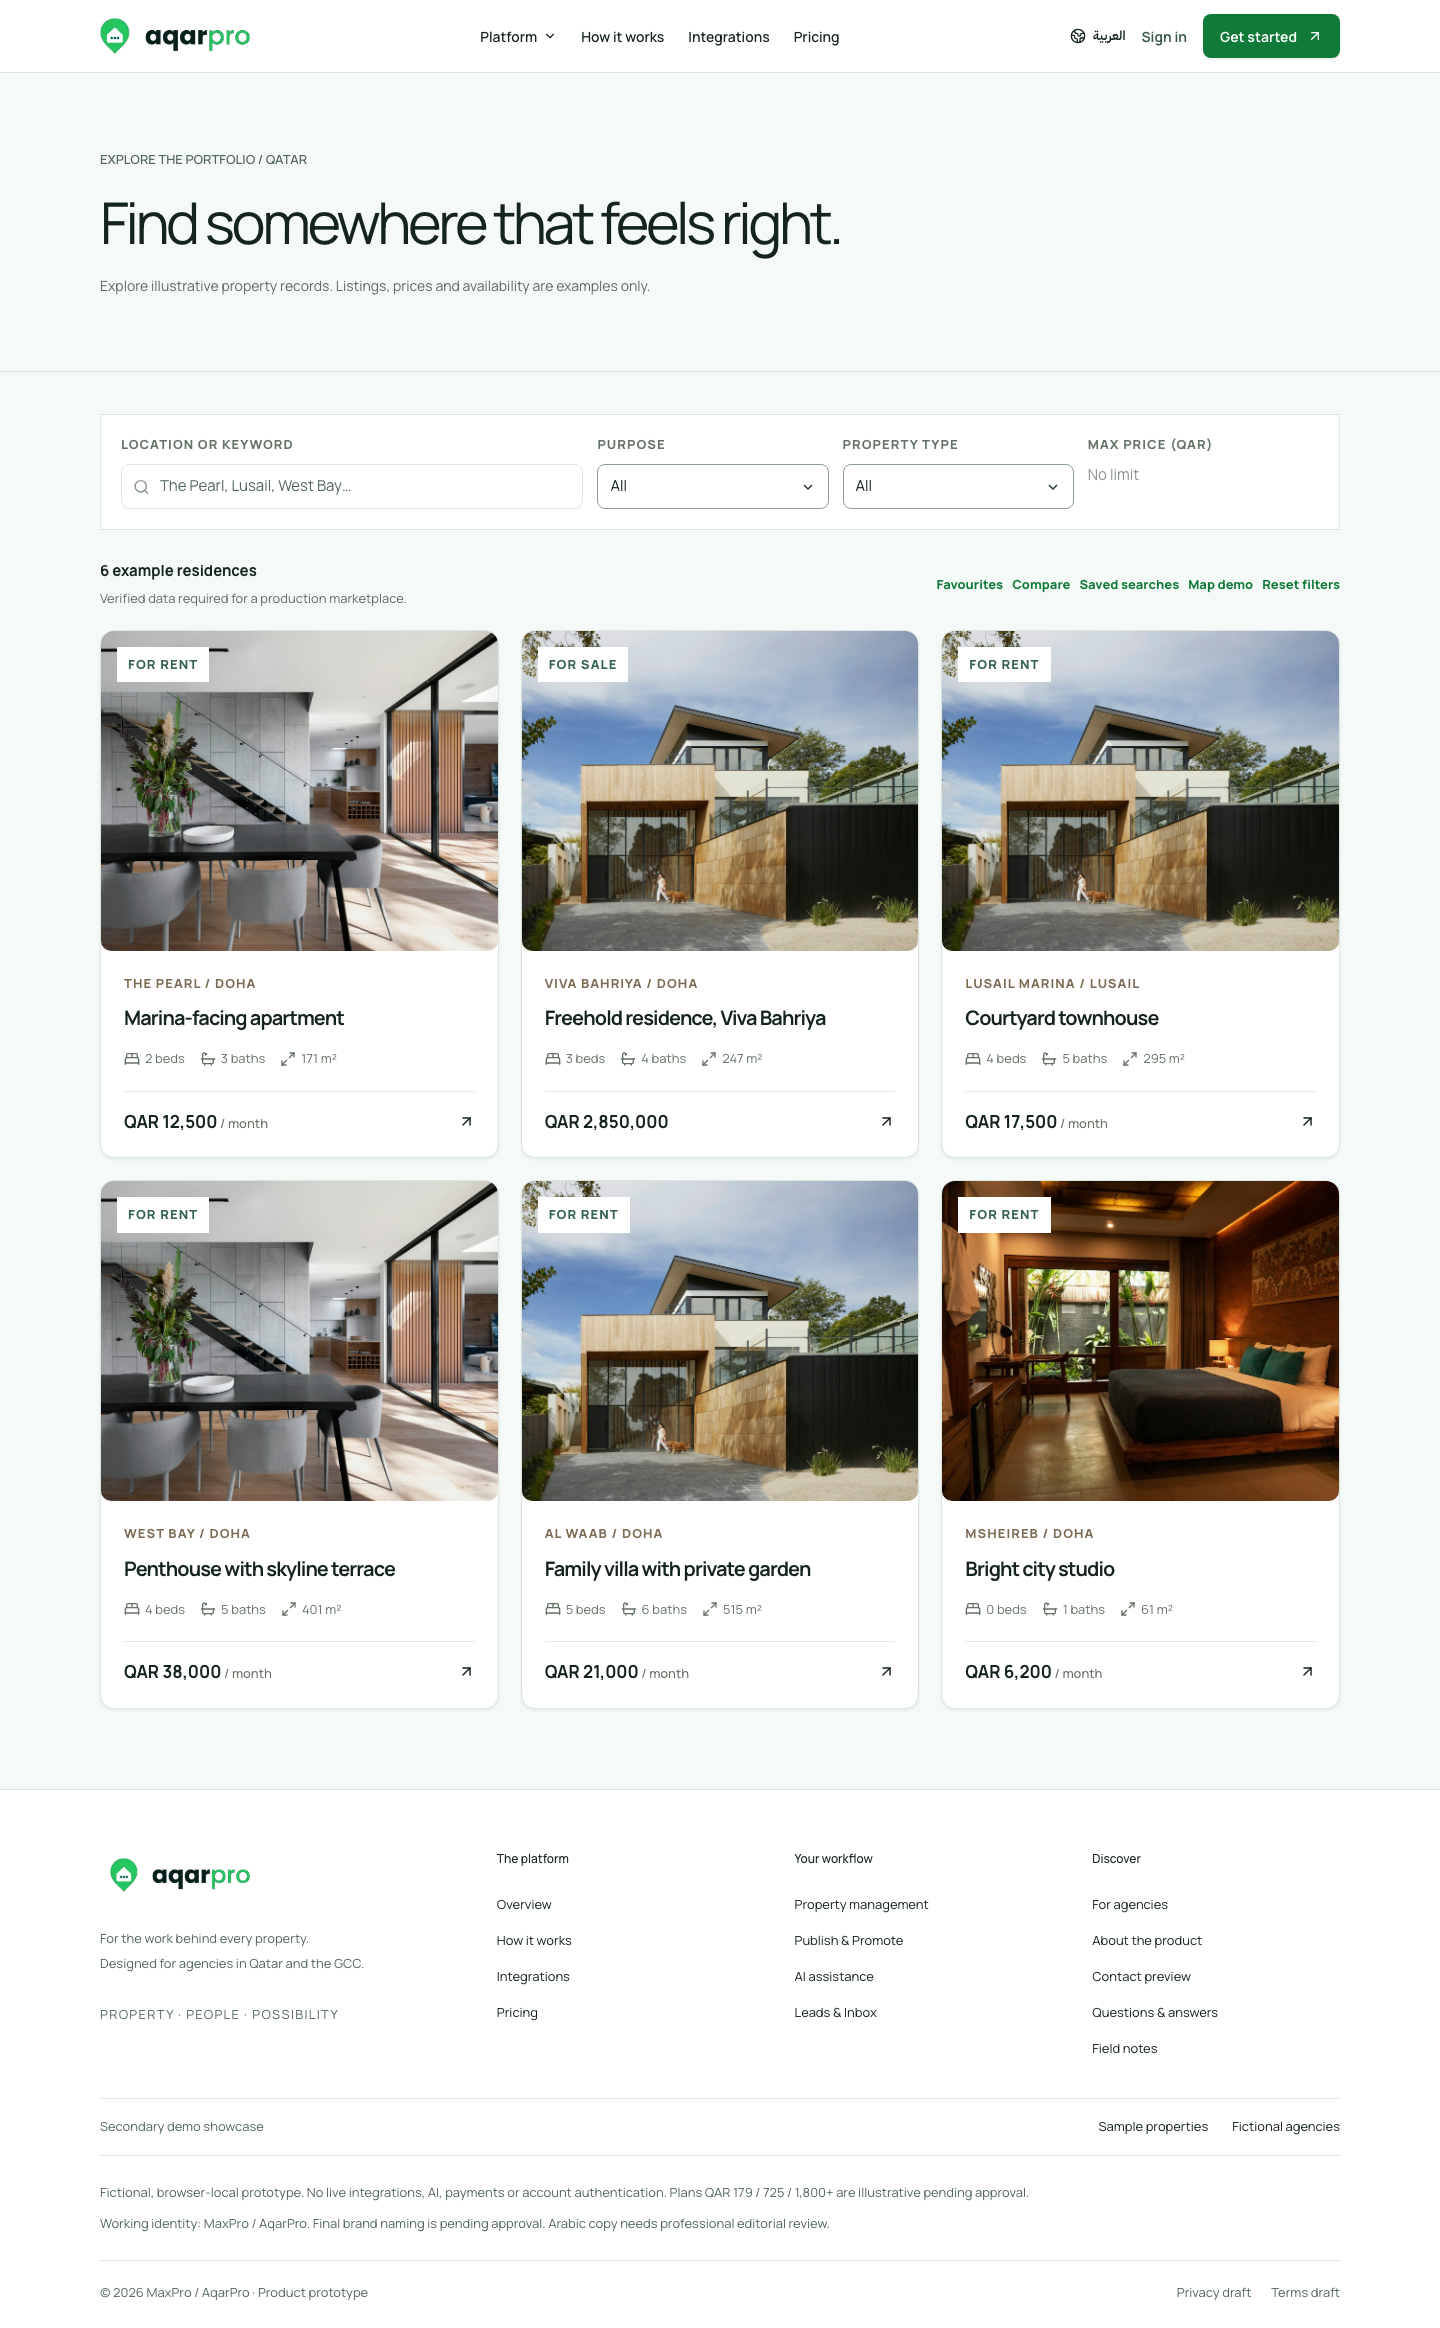 aqarpro
Platform
How it works
Integrations
Pricing
العربية
Sign in
Get started
EXPLORE THE PORTFOLIO / QATAR
Find somewhere that feels right.
Explore illustrative property records. Listings, prices and availability are examples only.
LOCATION OR KEYWORD
PURPOSE
PROPERTY TYPE
MAX PRICE (QAR)
The Pearl, Lusail, West Bay...
All
All
No limit
6 example residences
Verified data required for a production marketplace.
Favourites
Compare
Saved searches
Map demo
Reset filters
FOR RENT
THE PEARL / DOHA
Marina-facing apartment
2 beds 3 baths 171 m²
QAR 12,500 / month
FOR SALE
VIVA BAHRIYA / DOHA
Freehold residence, Viva Bahriya
3 beds 4 baths 247 m²
QAR 2,850,000
FOR RENT
LUSAIL MARINA / LUSAIL
Courtyard townhouse
4 beds 5 baths 295 m²
QAR 17,500 / month
FOR RENT
WEST BAY / DOHA
Penthouse with skyline terrace
4 beds 5 baths 401 m²
QAR 38,000 / month
FOR RENT
AL WAAB / DOHA
Family villa with private garden
5 beds 6 baths 515 m²
QAR 21,000 / month
FOR RENT
MSHEIREB / DOHA
Bright city studio
0 beds 1 baths 61 m²
QAR 6,200 / month
aqarpro
For the work behind every property.
Designed for agencies in Qatar and the GCC.
PROPERTY · PEOPLE · POSSIBILITY
The platform
Overview
How it works
Integrations
Pricing
Your workflow
Property management
Publish & Promote
AI assistance
Leads & Inbox
Discover
For agencies
About the product
Contact preview
Questions & answers
Field notes
Secondary demo showcase
Sample properties
Fictional agencies
Fictional, browser-local prototype. No live integrations, AI, payments or account authentication. Plans QAR 179 / 725 / 1,800+ are illustrative pending approval.
Working identity: MaxPro / AqarPro. Final brand naming is pending approval. Arabic copy needs professional editorial review.
© 2026 MaxPro / AqarPro · Product prototype
Privacy draft
Terms draft